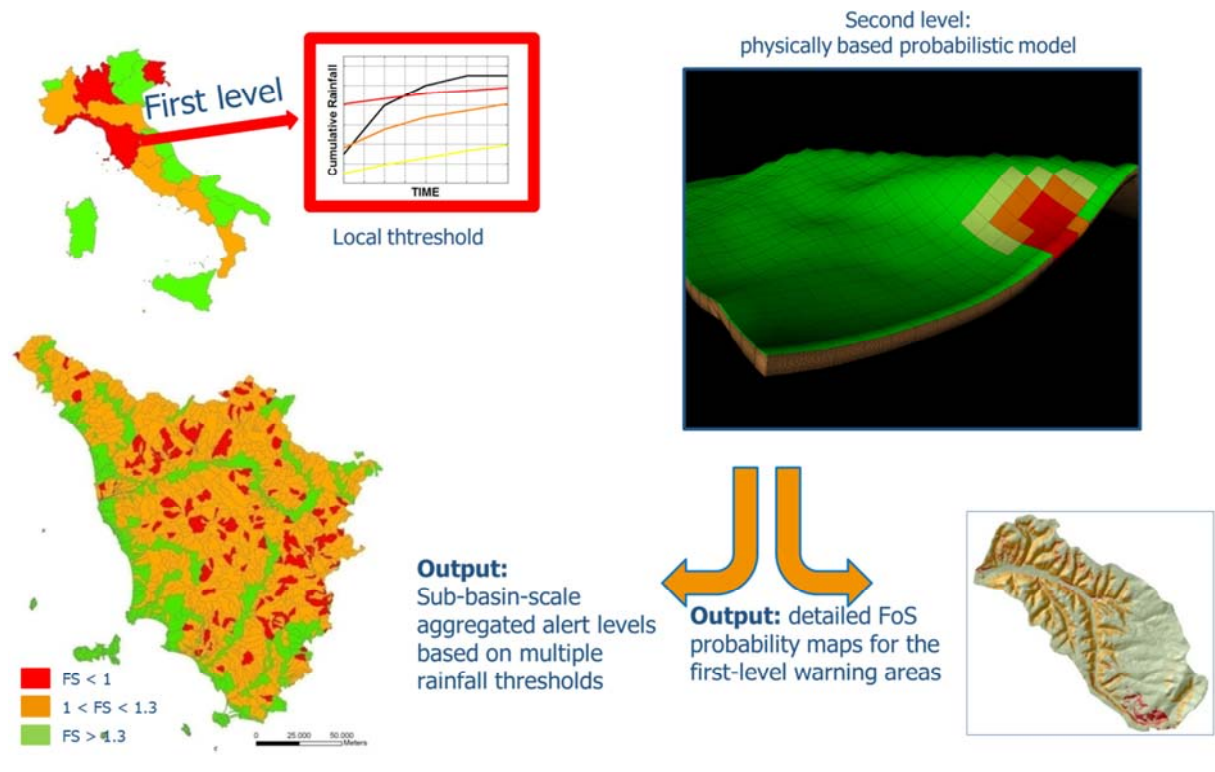 First level
Cumulative Rainfall
TIME
Local thtreshold
Second level:
physically based probabilistic model
Output:
Sub-basin-scale
aggregated alert levels
based on multiple
rainfall thresholds
Output: detailed FoS
probability maps for the
first-level warning areas
FS < 1
1 < FS < 1.3
FS > 1.3
0 25.000 50.000
Meters